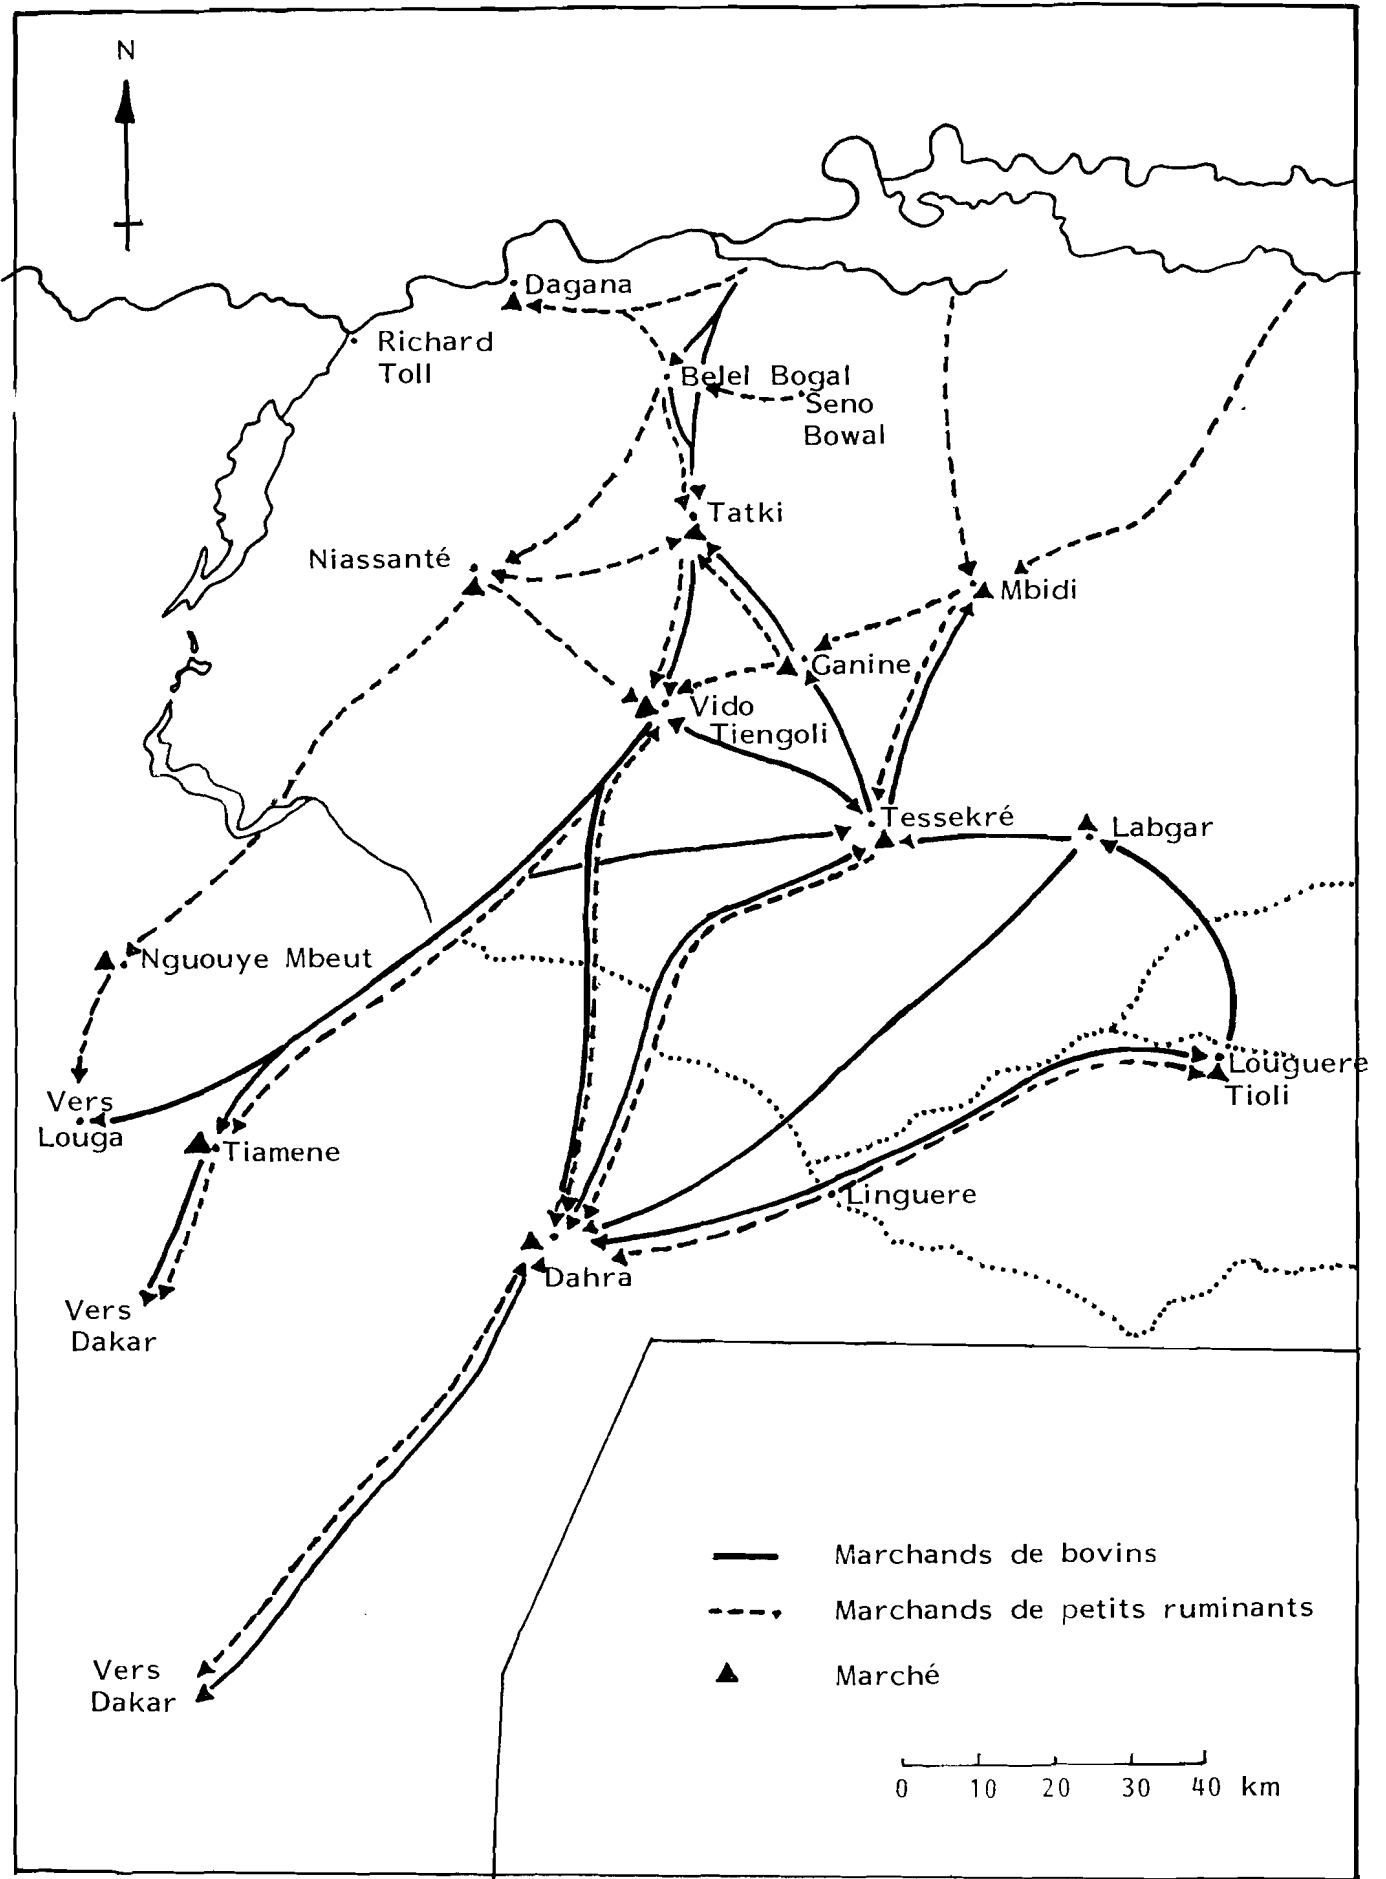 N
Dagana
Richard
Toll
Belel Bogal
Seno
Bowal
Tatki
Niassanté
Mbidi
Ganine
Vido
Tiengoli
Tessekré
Labgar
Nguouye Mbeut
Louguere
Tioli
Vers
Louga
Tiamene
Linguere
Dahra
Vers
Dakar
Marchands de bovins
Marchands de petits ruminants
Vers
Dakar
Marché
0 10 20 30 40 km